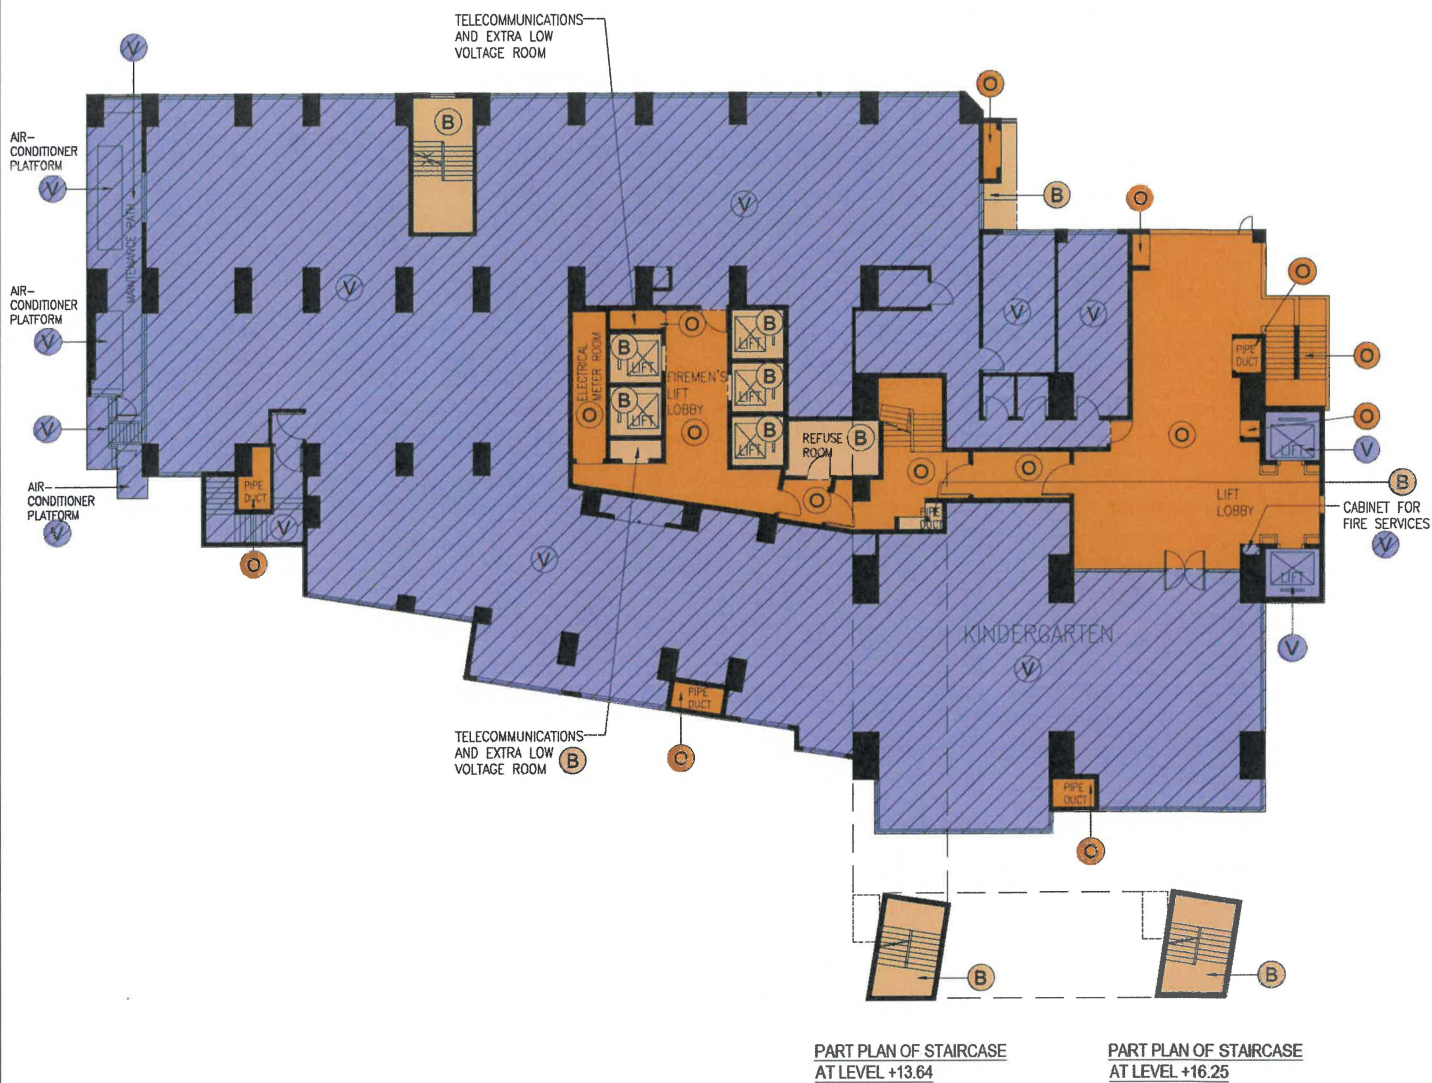 TELECOMMUNICATIONS
AND EXTRA LOW
VOLTAGE ROOM
V
O
B
AIR-
CONDITIONER
PLATFORM
V
MAINTENANCE PATH
V
B
O
O
V
V
V
AIR-
CONDITIONER
PLATFORM
V
O
B
LIFT
PIPE
DUCT
O
ELECTRICAL
METER ROOM
B
LIFT
FIREMEN'S
LIFT
LOBBY
B
LIFT
B
LIFT
O
O
B
LIFT
O
V
REFUSE
ROOM
B
O
LIFT
V
O
O
AIR-
CONDITIONER
PLATFORM
V
PIPE
DUCT
V
O
PIPE
DUCT
LIFT
LOBBY
B
CABINET FOR
FIRE SERVICES
V
O
V
LIFT
V
KINDERGARTEN
V
PIPE
DUCT
O
TELECOMMUNICATIONS
AND EXTRA LOW
VOLTAGE ROOM
B
PIPE
DUCT
O
B
B
PART PLAN OF STAIRCASE
AT LEVEL +13.64
PART PLAN OF STAIRCASE
AT LEVEL +16.25